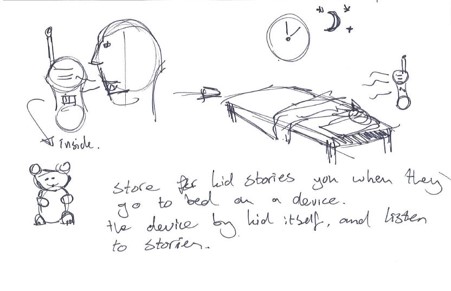 inside.
store for kid stories you when they
go to bed on a device.
the device by kid itself, and listen
to stories.